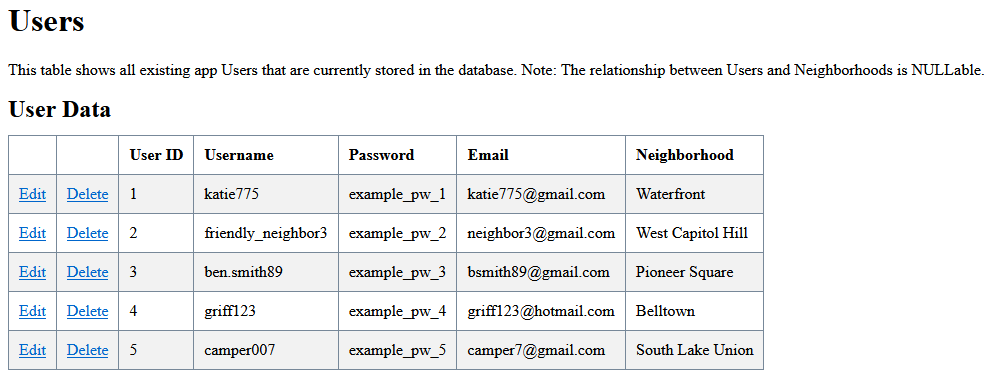 Users
This table shows all existing app Users that are currently stored in the database. Note: The relationship between Users and Neighborhoods is NULLable.
User Data
User ID Username Password Email Neighborhood
Edit Delete 1 katie775 example_pw_1 katie775@gmail.com Waterfront
Edit Delete 2 friendly_neighbor3 example_pw_2 neighbor3@gmail.com West Capitol Hill
Edit Delete 3 ben.smith89 example_pw_3 bsmith89@gmail.com Pioneer Square
Edit Delete 4 griff123 example_pw_4 griff123@hotmail.com Belltown
Edit Delete 5 camper007 example_pw_5 camper7@gmail.com South Lake Union